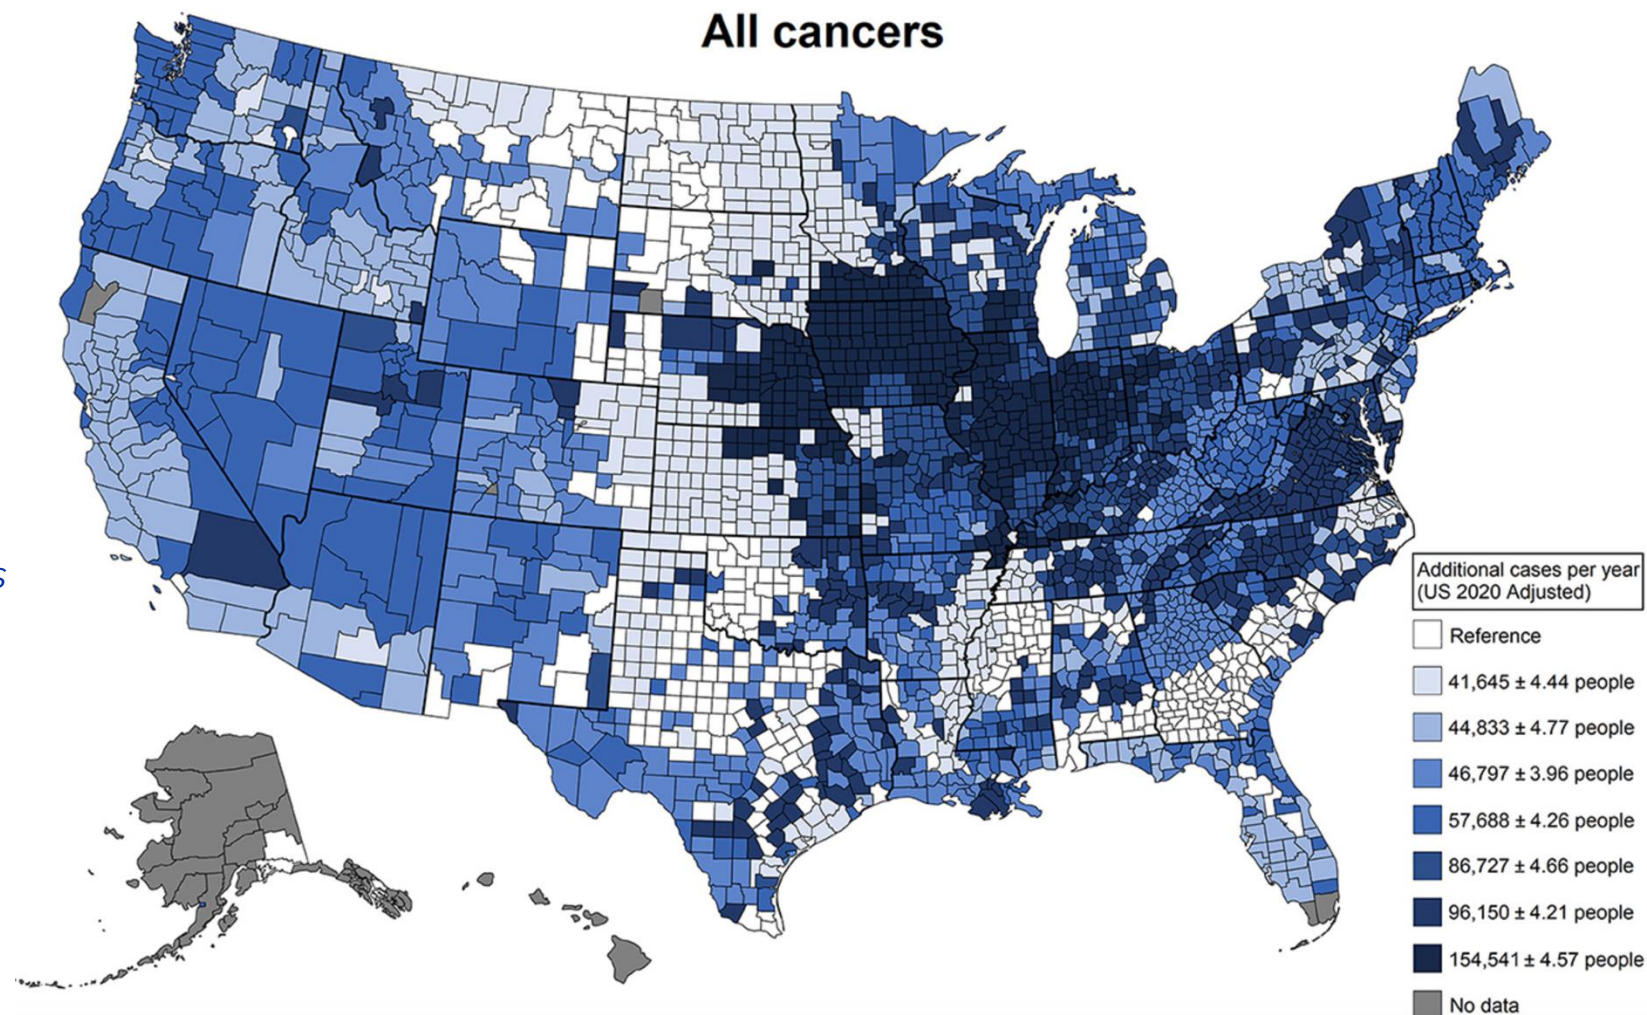 All cancers
s
Additional cases per year
(US 2020 Adjusted)
Reference
41,645 ± 4.44 people
44,833 ± 4.77 people
46,797 ± 3.96 people
57,688 ± 4.26 people
86,727 ± 4.66 people
96,150 ± 4.21 people
154,541 ± 4.57 people
No data